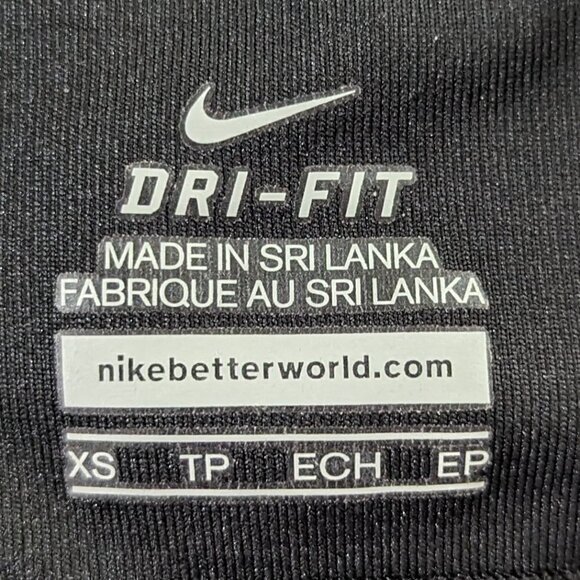 DRI-FIT
MADE IN SRI LANKA
FABRIQUE AU SRI LANKA
nikebetterworld.com
XS TP ECH EP